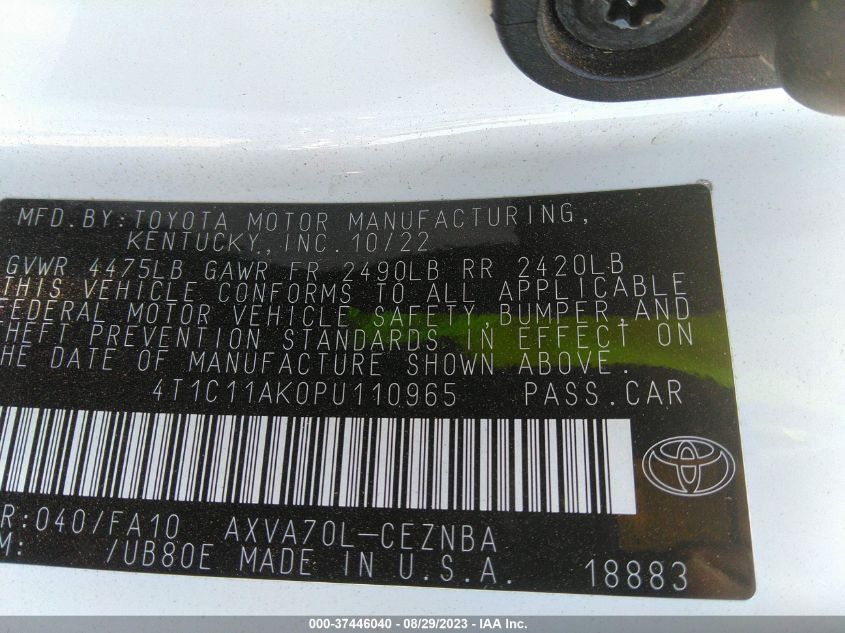 MFD.BY:TOYOTA MOTOR MANUFACTURING,
KENTUCKY, INC. 10/22
GVWR 4475LB GAWR FR 2490LB RR 2420LB
THIS VEHICLE CONFORMS TO ALL APPLICABLE
FEDERAL MOTOR VEHICLE SAFETY, BUMPER, AND
THEFT PREVENTION STANDARDS IN EFFECT ON
THE DATE OF MANUFACTURE SHOWN ABOVE.
4T1C11AK0PU110965 PASS.CAR
R:040/FA10 AXVA70L-CEZNBA
M: /UB80E MADE IN U.S.A. 18883
000-37446040 - 08/29/2023 - IAA Inc.